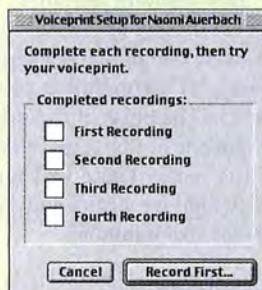 Voiceprint Setup for Naomi Auerbach
Complete each recording, then try
your voiceprint.
Completed recordings:
First Recording
Second Recording
Third Recording
Fourth Recording
Cancel
Record First...